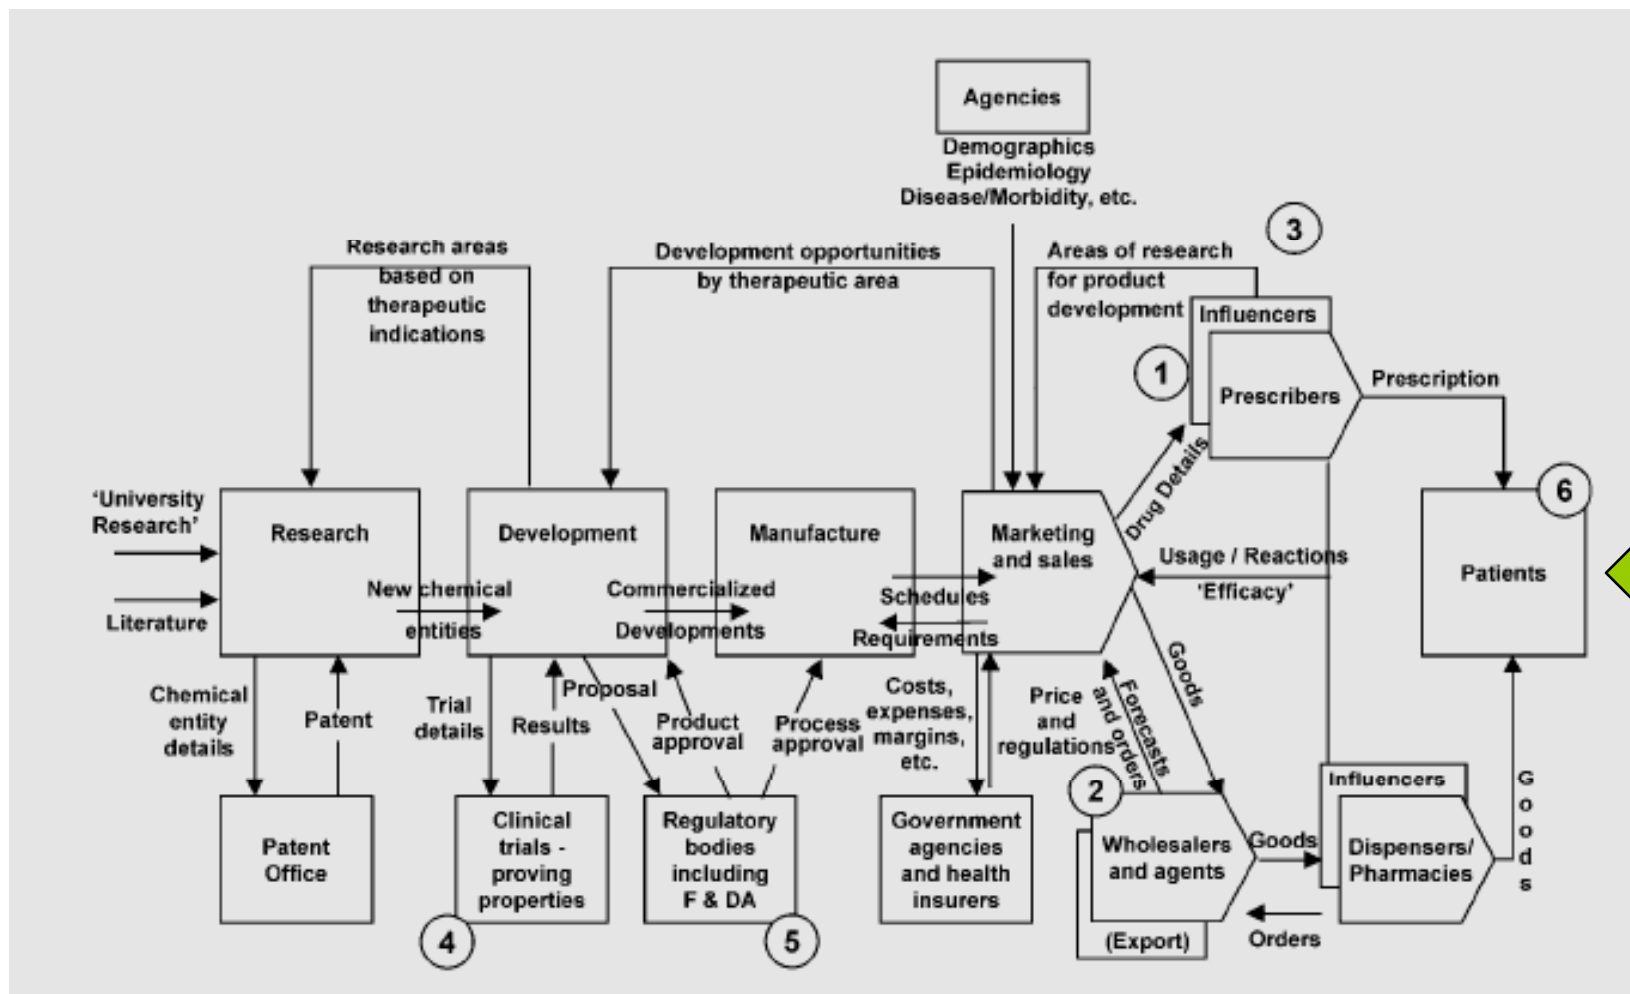 Agencies
Demographics
Epidemiology
Disease/Morbidity, etc.
3
Research areas
based on
therapeutic
indications
Development opportunities
by therapeutic area
Areas of research
for product
development
Influencers
1
Prescribers
Prescription
Drug Details
'University
Research'
Literature
Research
New chemical
entities
Development
Commercialized
Developments
Manufacture
Schedules
Requirements
Marketing
and sales
Usage / Reactions
'Efficacy'
6
Patients
Chemical
entity
details
Patent
Trial
details
Results
Proposal
Product
approval
Process
approval
Costs,
expenses,
margins,
etc.
Price
and
regulations
Forecasts
and orders
Goods
Patent
Office
Clinical
trials -
proving
properties
4
Regulatory
bodies
including
F & DA
5
Government
agencies
and health
insurers
2
Wholesalers
and agents
(Export)
Goods
Orders
Influencers
Dispensers/
Pharmacies
Goods